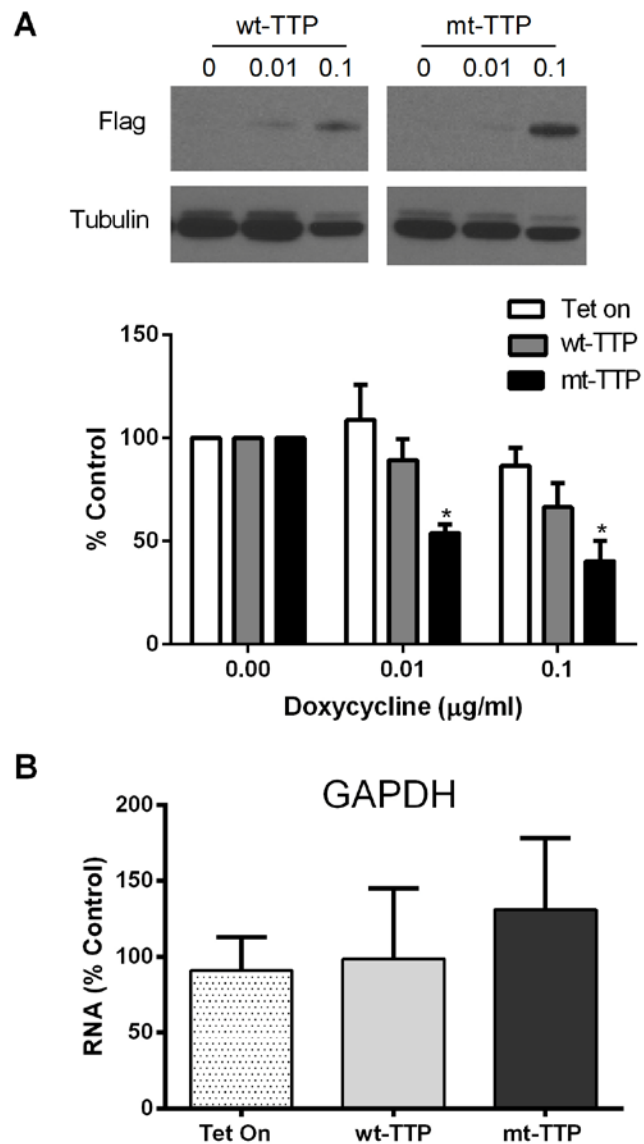 A
wt-TTP mt-TTP
0 0.01 0.1 0 0.01 0.1
Flag
Tubulin
Tet on
wt-TTP
mt-TTP
150
100
50
0
% Control
* *
0.00 0.01 0.1
Doxycycline (μg/ml)
B
GAPDH
200
150
100
50
0
RNA (% Control)
Tet On wt-TTP mt-TTP